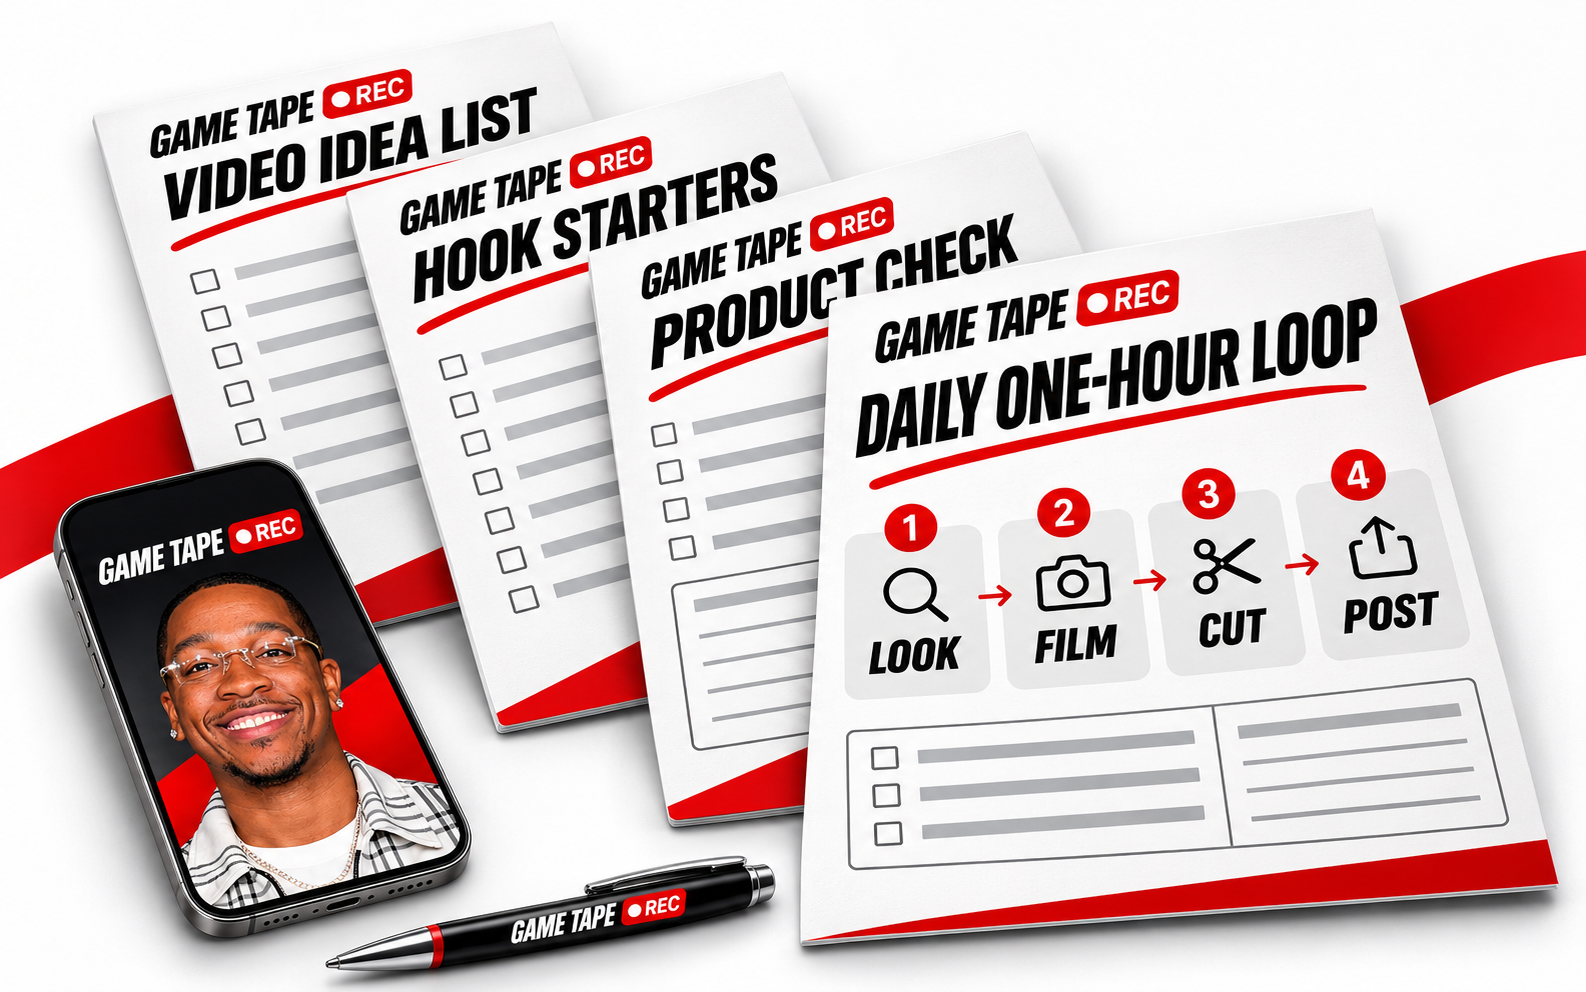 GAME TAPE REC
VIDEO IDEA LIST
GAME TAPE REC
HOOK STARTERS
GAME TAPE REC
PRODUCT CHECK
GAME TAPE REC
DAILY ONE-HOUR LOOP
1
2
3
4
LOOK
FILM
CUT
POST
GAME TAPE REC
GAME TAPE REC